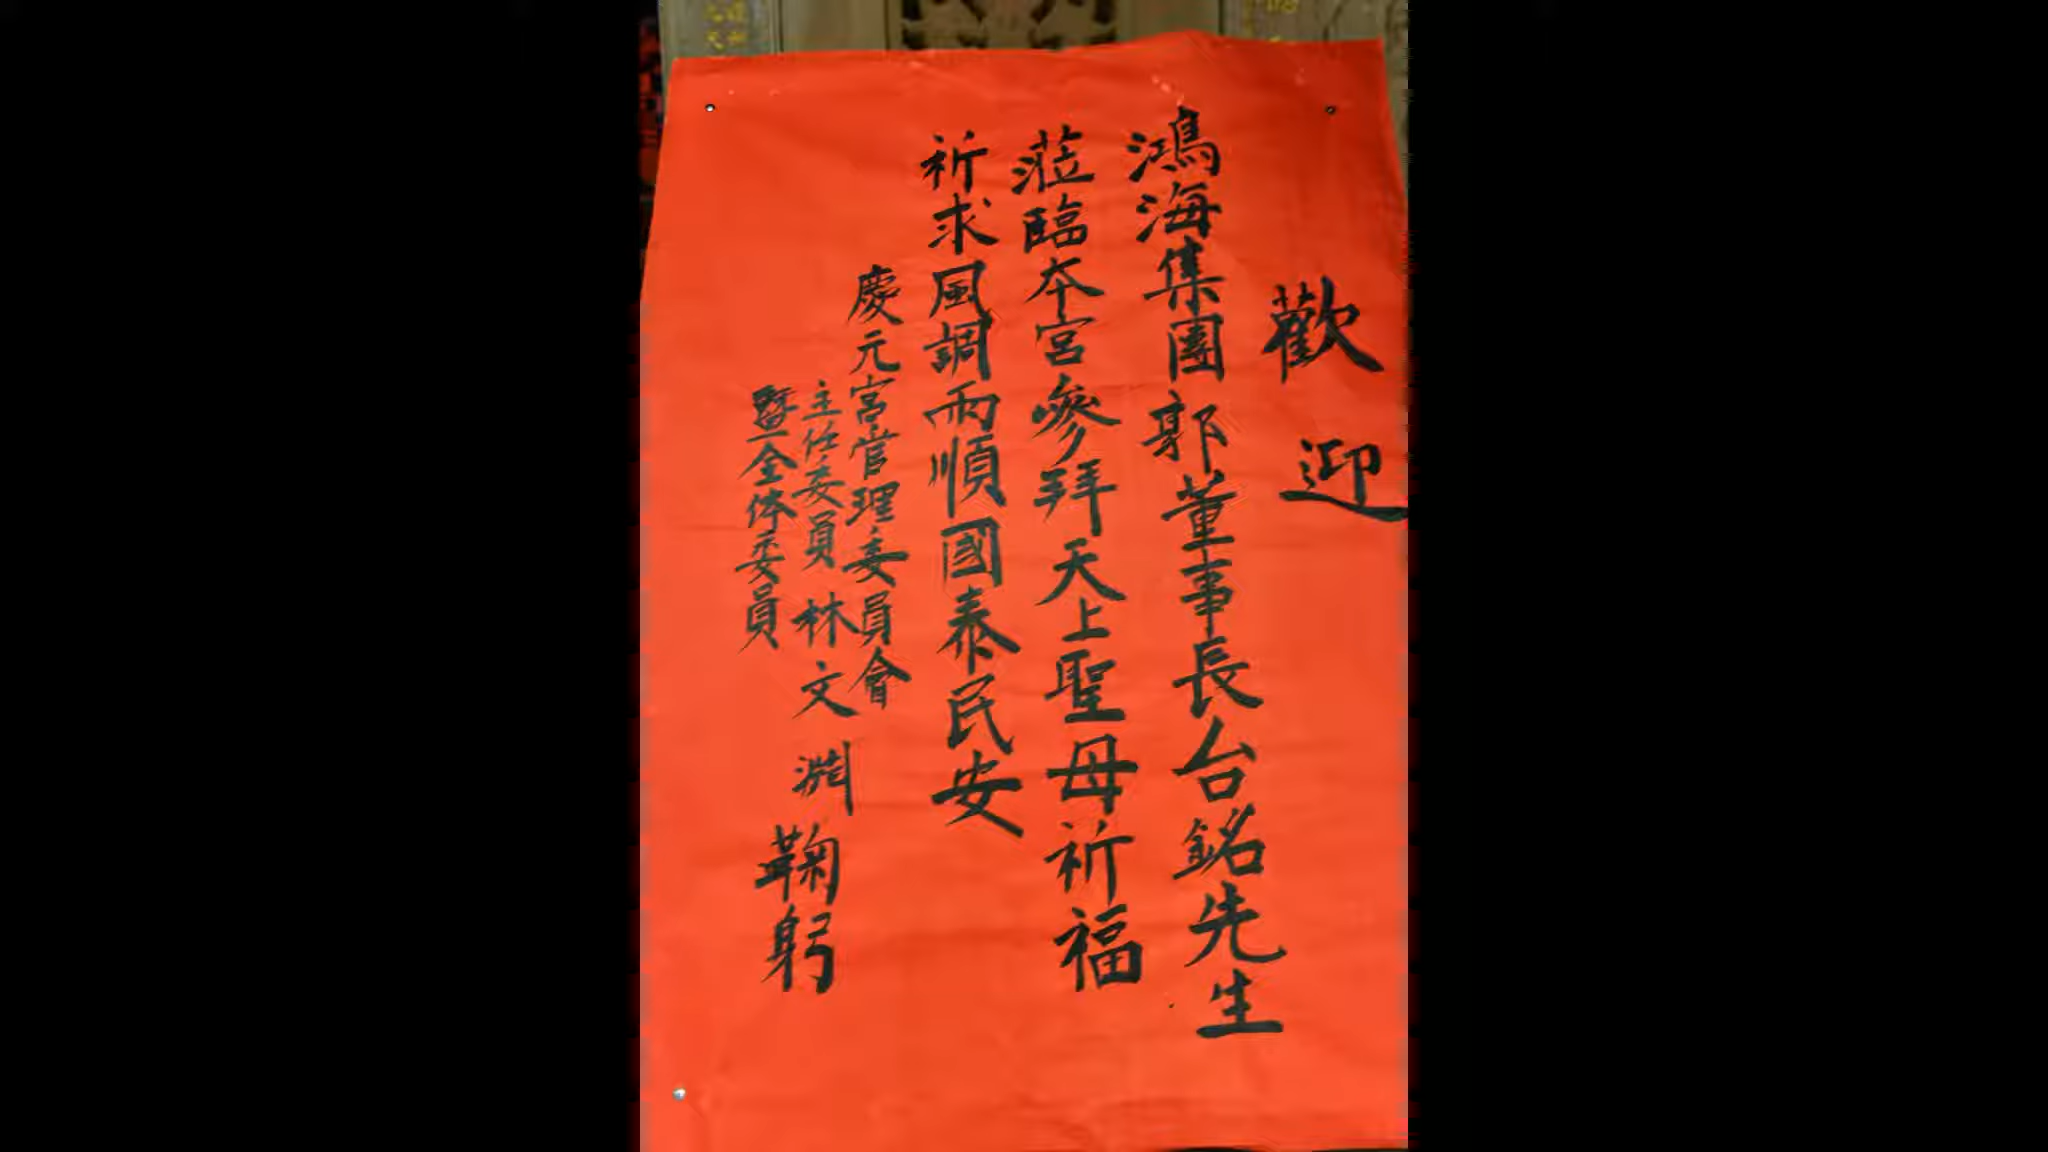 歡迎
鴻海集團郭董事長台銘先生
蒞臨本宮參拜天上聖母祈福
祈求風調雨順國泰民安
慶元宮管理委員會
主任委員林文淵鞠躬
暨全体委員